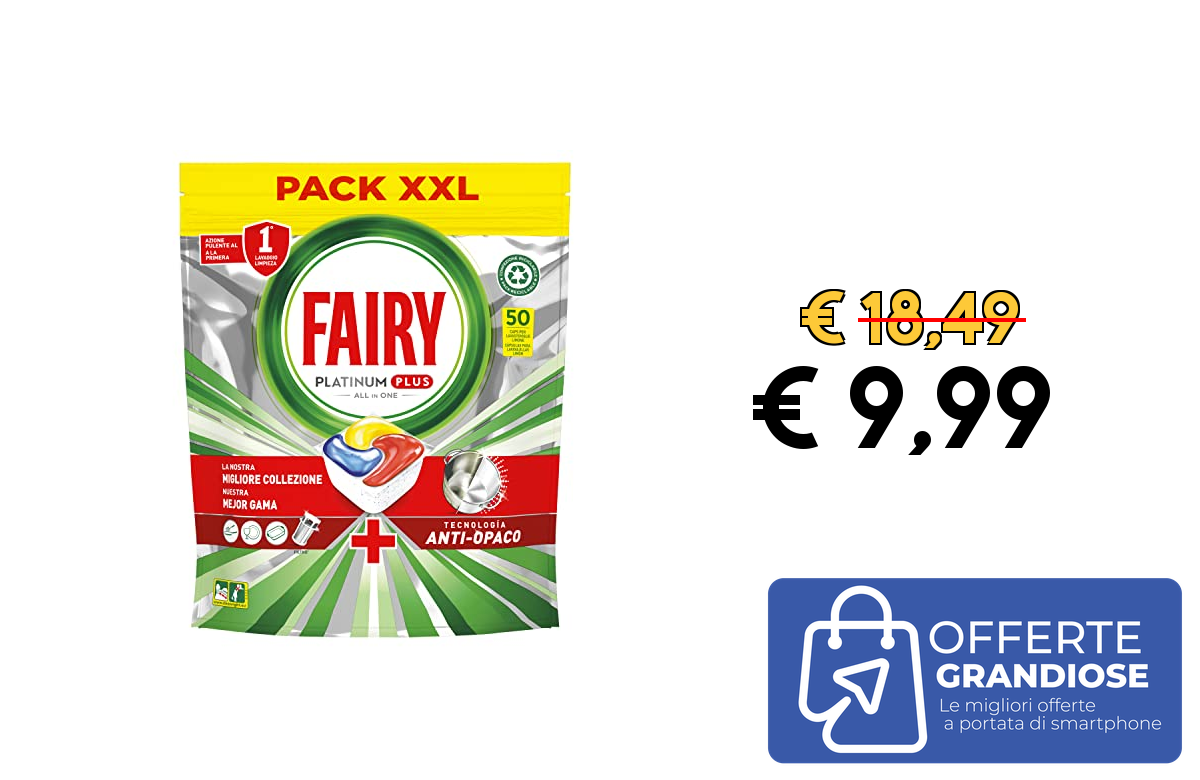 PACK XXL
AZIONE
PULENTE AL
A LA
PRIMERA
1°
LAVAGGIO
LIMPIEZA
FAIRY
PLATINUM PLUS
ALL IN ONE
50
LA NOSTRA
MIGLIORE COLLEZIONE
NUESTRA
MEJOR GAMA
TECNOLOGÍA
ANTI-OPACO
€ 18,49
€ 9,99
OFFERTE
GRANDIOSE
Le migliori offerte
a portata di smartphone